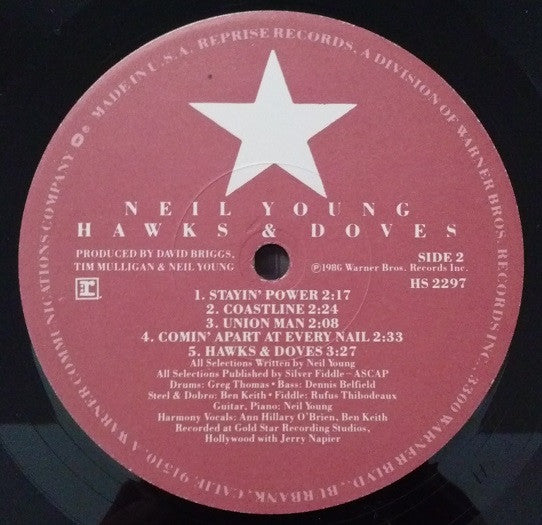 MADE IN U.S.A. REPRISE RECORDS, A DIVISION OF WARNER BROS. RECORDS INC., 3300 WARNER BLVD., BURBANK, CALIF. 91510. A WARNER COMMUNICATIONS COMPANY ®
NEIL YOUNG
HAWKS & DOVES
PRODUCED BY DAVID BRIGGS,
TIM MULLIGAN & NEIL YOUNG
r
SIDE 2
℗1980 Warner Bros. Records Inc.
HS 2297
1. STAYIN' POWER 2:17
2. COASTLINE 2:24
3. UNION MAN 2:08
4. COMIN' APART AT EVERY NAIL 2:33
5. HAWKS & DOVES 3:27
All Selections Written by Neil Young
All Selections Published by Silver Fiddle – ASCAP
Drums: Greg Thomas • Bass: Dennis Belfield
Steel & Dobro: Ben Keith • Fiddle: Rufus Thibodeaux
Guitar, Piano: Neil Young
Harmony Vocals: Ann Hillary O'Brien, Ben Keith
Recorded at Gold Star Recording Studios,
Hollywood with Jerry Napier